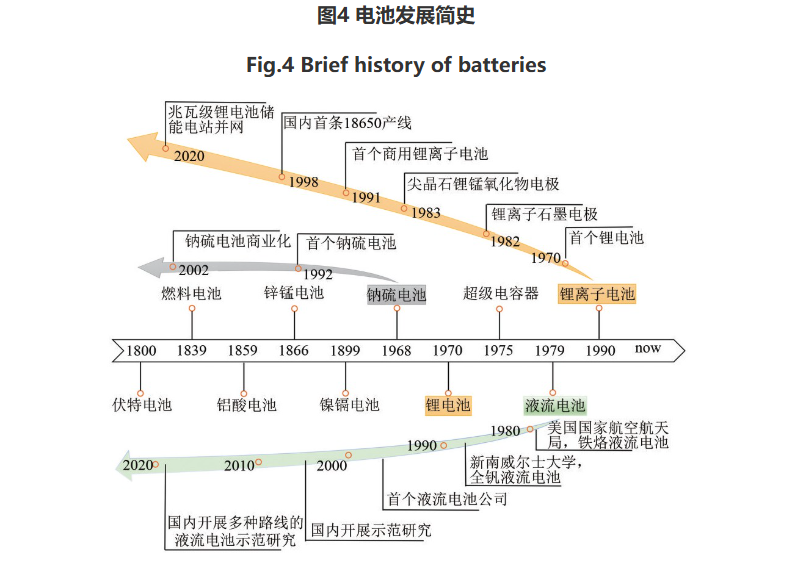 图4 电池发展简史
Fig.4 Brief history of batteries
兆瓦级锂电池储
能电站并网
2020
国内首条18650产线
1998
首个商用锂离子电池
1991
尖晶石锂锰氧化物电极
1983
锂离子石墨电极
1982
首个锂电池
1970
钠硫电池商业化
2002
首个钠硫电池
1992
燃料电池
锌锰电池
钠硫电池
超级电容器
锂离子电池
1800
1839
1859
1866
1899
1968
1970
1975
1979
1990
now
伏特电池
铝酸电池
镍镉电池
锂电池
液流电池
1980
美国国家航空航天
局，铁烙液流电池
1990
新南威尔士大学，
全钒液流电池
2000
首个液流电池公司
2010
国内开展示范研究
2020
国内开展多种路线的
液流电池示范研究